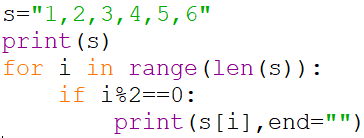 s="1,2,3,4,5,6"
print(s)
for i in range(len(s)):
    if i%2==0:
        print(s[i],end="")